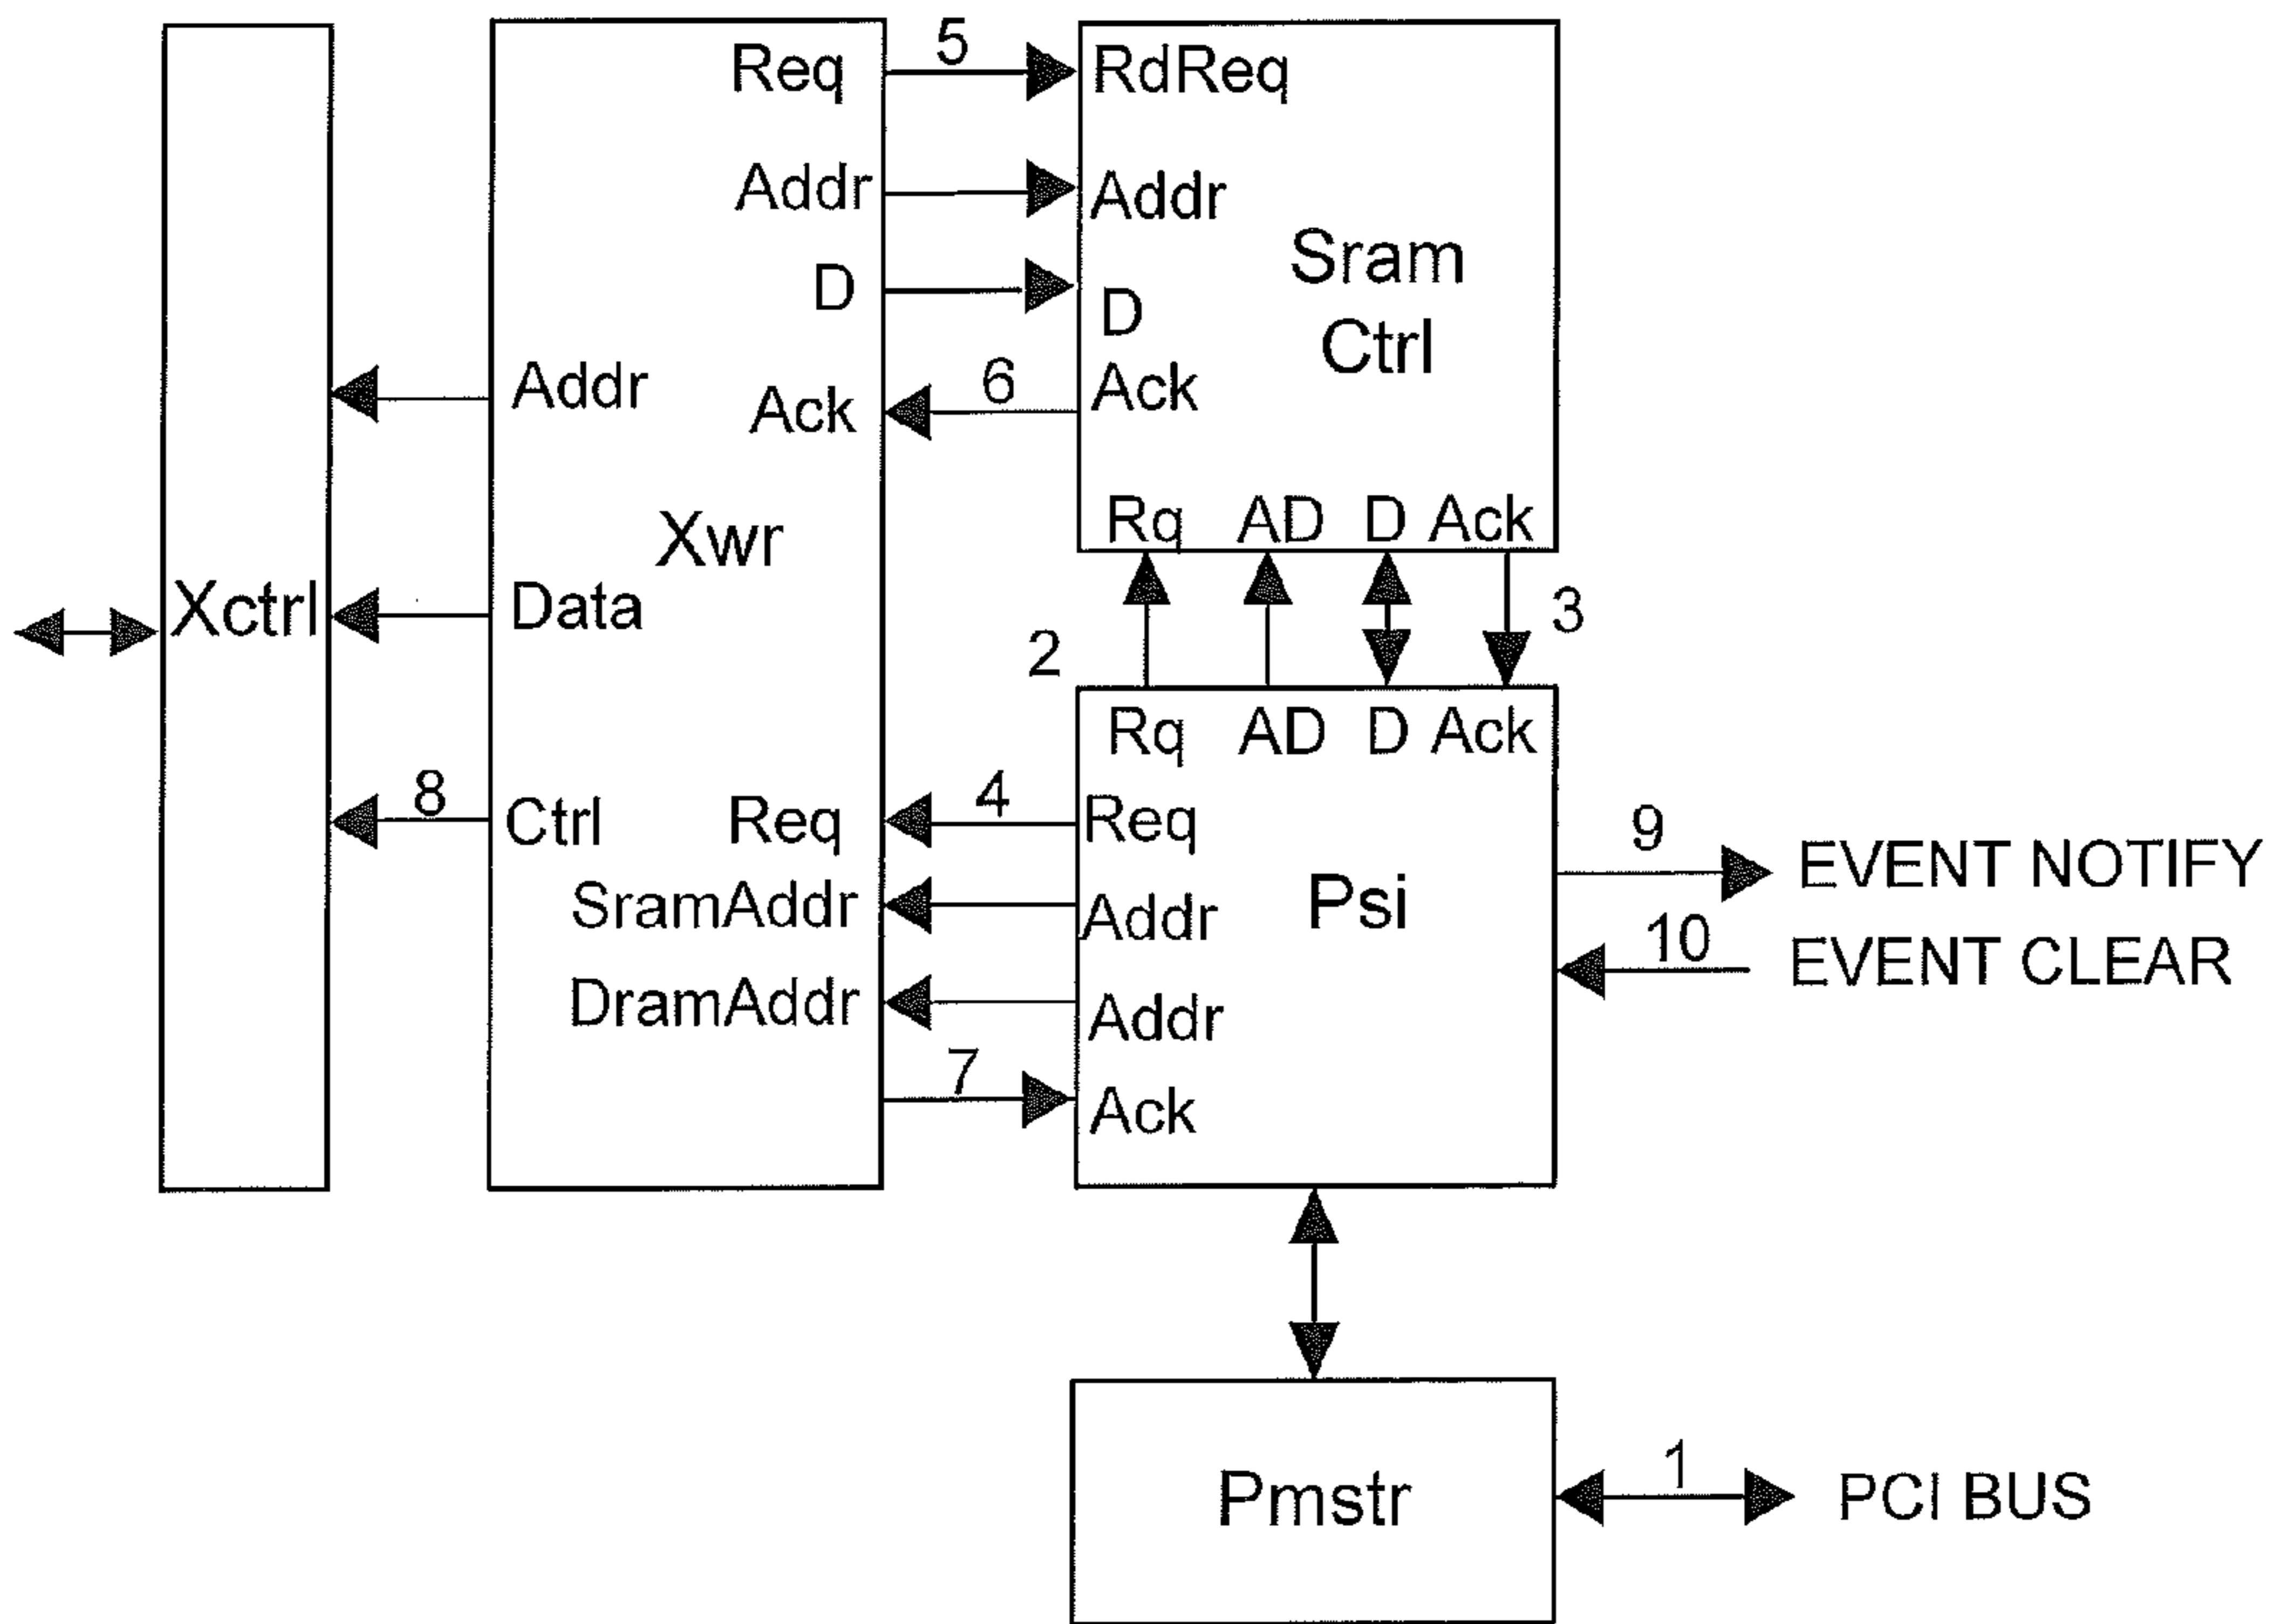 Req
5
RdReq
Addr
Addr
D
D
Sram
Ctrl
Addr
Ack
6
Ack
Xwr
Rq AD D Ack
Xctrl
Data
2
3
Rq AD D Ack
8
Ctrl
Req
4
Req
SramAddr
Addr
Psi
9
EVENT NOTIFY
10
EVENT CLEAR
DramAddr
Addr
7
Ack
Pmstr
1
PCI BUS